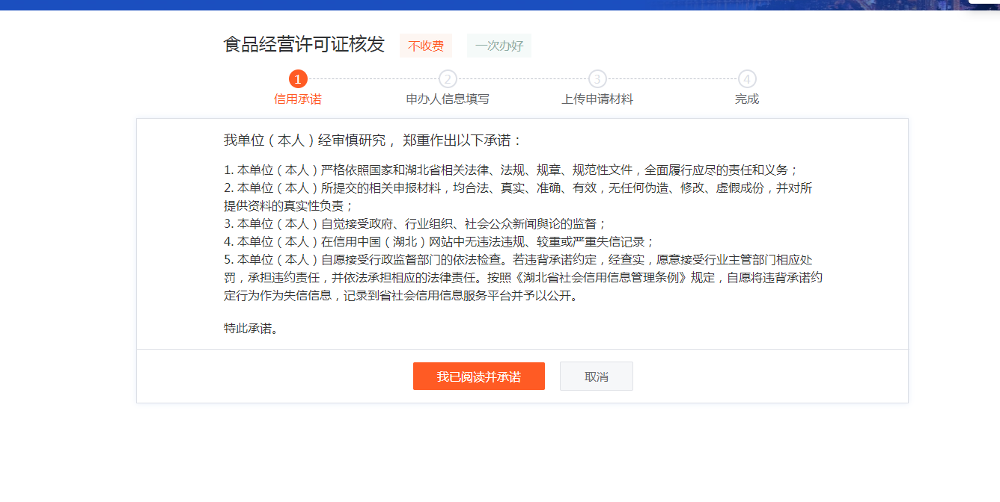 食品经营许可证核发 不收费 一次办好
1 2 3 4
信用承诺 申办人信息填写 上传申请材料 完成
我单位（本人）经审慎研究，郑重作出以下承诺：
1. 本单位（本人）严格依照国家和湖北省相关法律、法规、规章、规范性文件，全面履行应尽的责任和义务；
2. 本单位（本人）所提交的相关申报材料，均合法、真实、准确、有效，无任何伪造、修改、虚假成份，并对所
提供资料的真实性负责；
3. 本单位（本人）自觉接受政府、行业组织、社会公众新闻舆论的监督；
4. 本单位（本人）在信用中国（湖北）网站中无违法违规、较重或严重失信记录；
5. 本单位（本人）自愿接受行政监督部门的依法检查。若违背承诺约定，经查实，愿意接受行业主管部门相应处
罚，承担违约责任，并依法承担相应的法律责任。按照《湖北省社会信用信息管理条例》规定，自愿将违背承诺约
定行为作为失信信息，记录到省社会信用信息服务平台并予以公开。
特此承诺。
我已阅读并承诺 取消